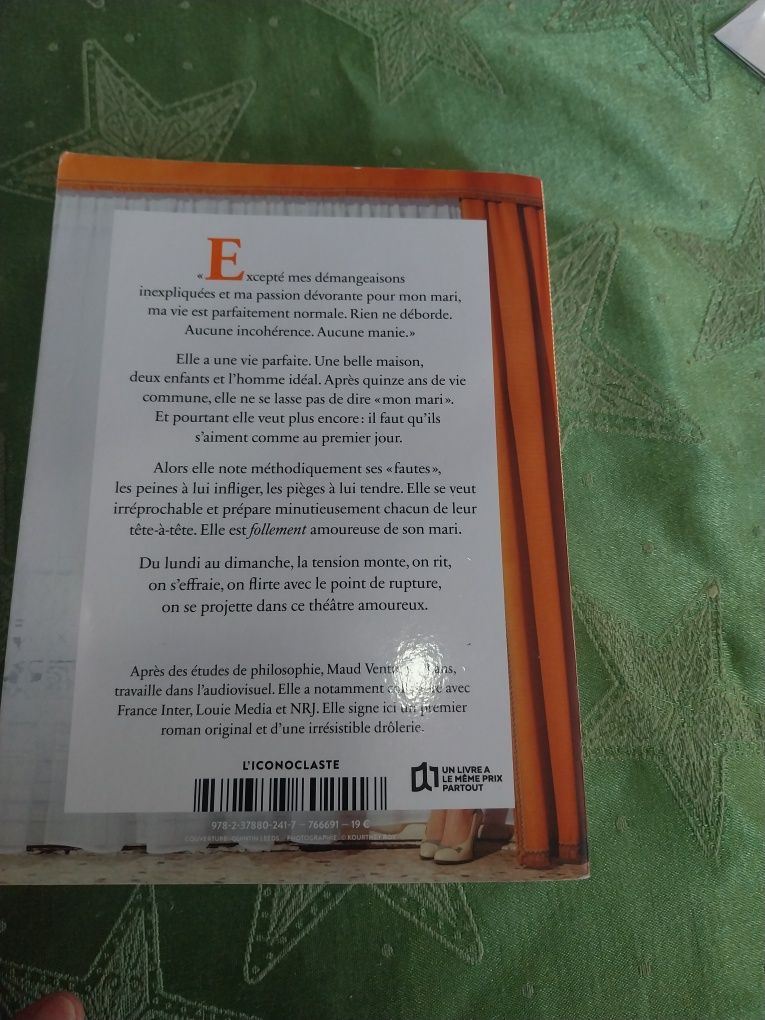 « Excepté mes démangeaisons
inexpliquées et ma passion dévorante pour mon mari,
ma vie est parfaitement normale. Rien ne déborde.
Aucune incohérence. Aucune manie.»
Elle a une vie parfaite. Une belle maison,
deux enfants et l'homme idéal. Après quinze ans de vie
commune, elle ne se lasse pas de dire «mon mari».
Et pourtant elle veut plus encore: il faut qu'ils
s'aiment comme au premier jour.
Alors elle note méthodiquement ses «fautes»,
les peines à lui infliger, les pièges à lui tendre. Elle se veut
irréprochable et prépare minutieusement chacun de leur
tête-à-tête. Elle est follement amoureuse de son mari.
Du lundi au dimanche, la tension monte, on rit,
on s'effraie, on flirte avec le point de rupture,
on se projette dans ce théâtre amoureux.
Après des études de philosophie, Maud ans,
travaille dans l'audiovisuel. Elle a notamment avec
France Inter, Louie Media et NRJ. Elle signe ici un premier
roman original et d'une irrésistible drôlerie.
L'ICONOCLASTE
UN LIVRE A
LE MÊME PRIX
PARTOUT
978-2-37880-241-7 – 766691 – 19 €
COUVERTURE : QUINTIN LEEDS - PHOTOGRAPHIE : © KOURTNEY ROY